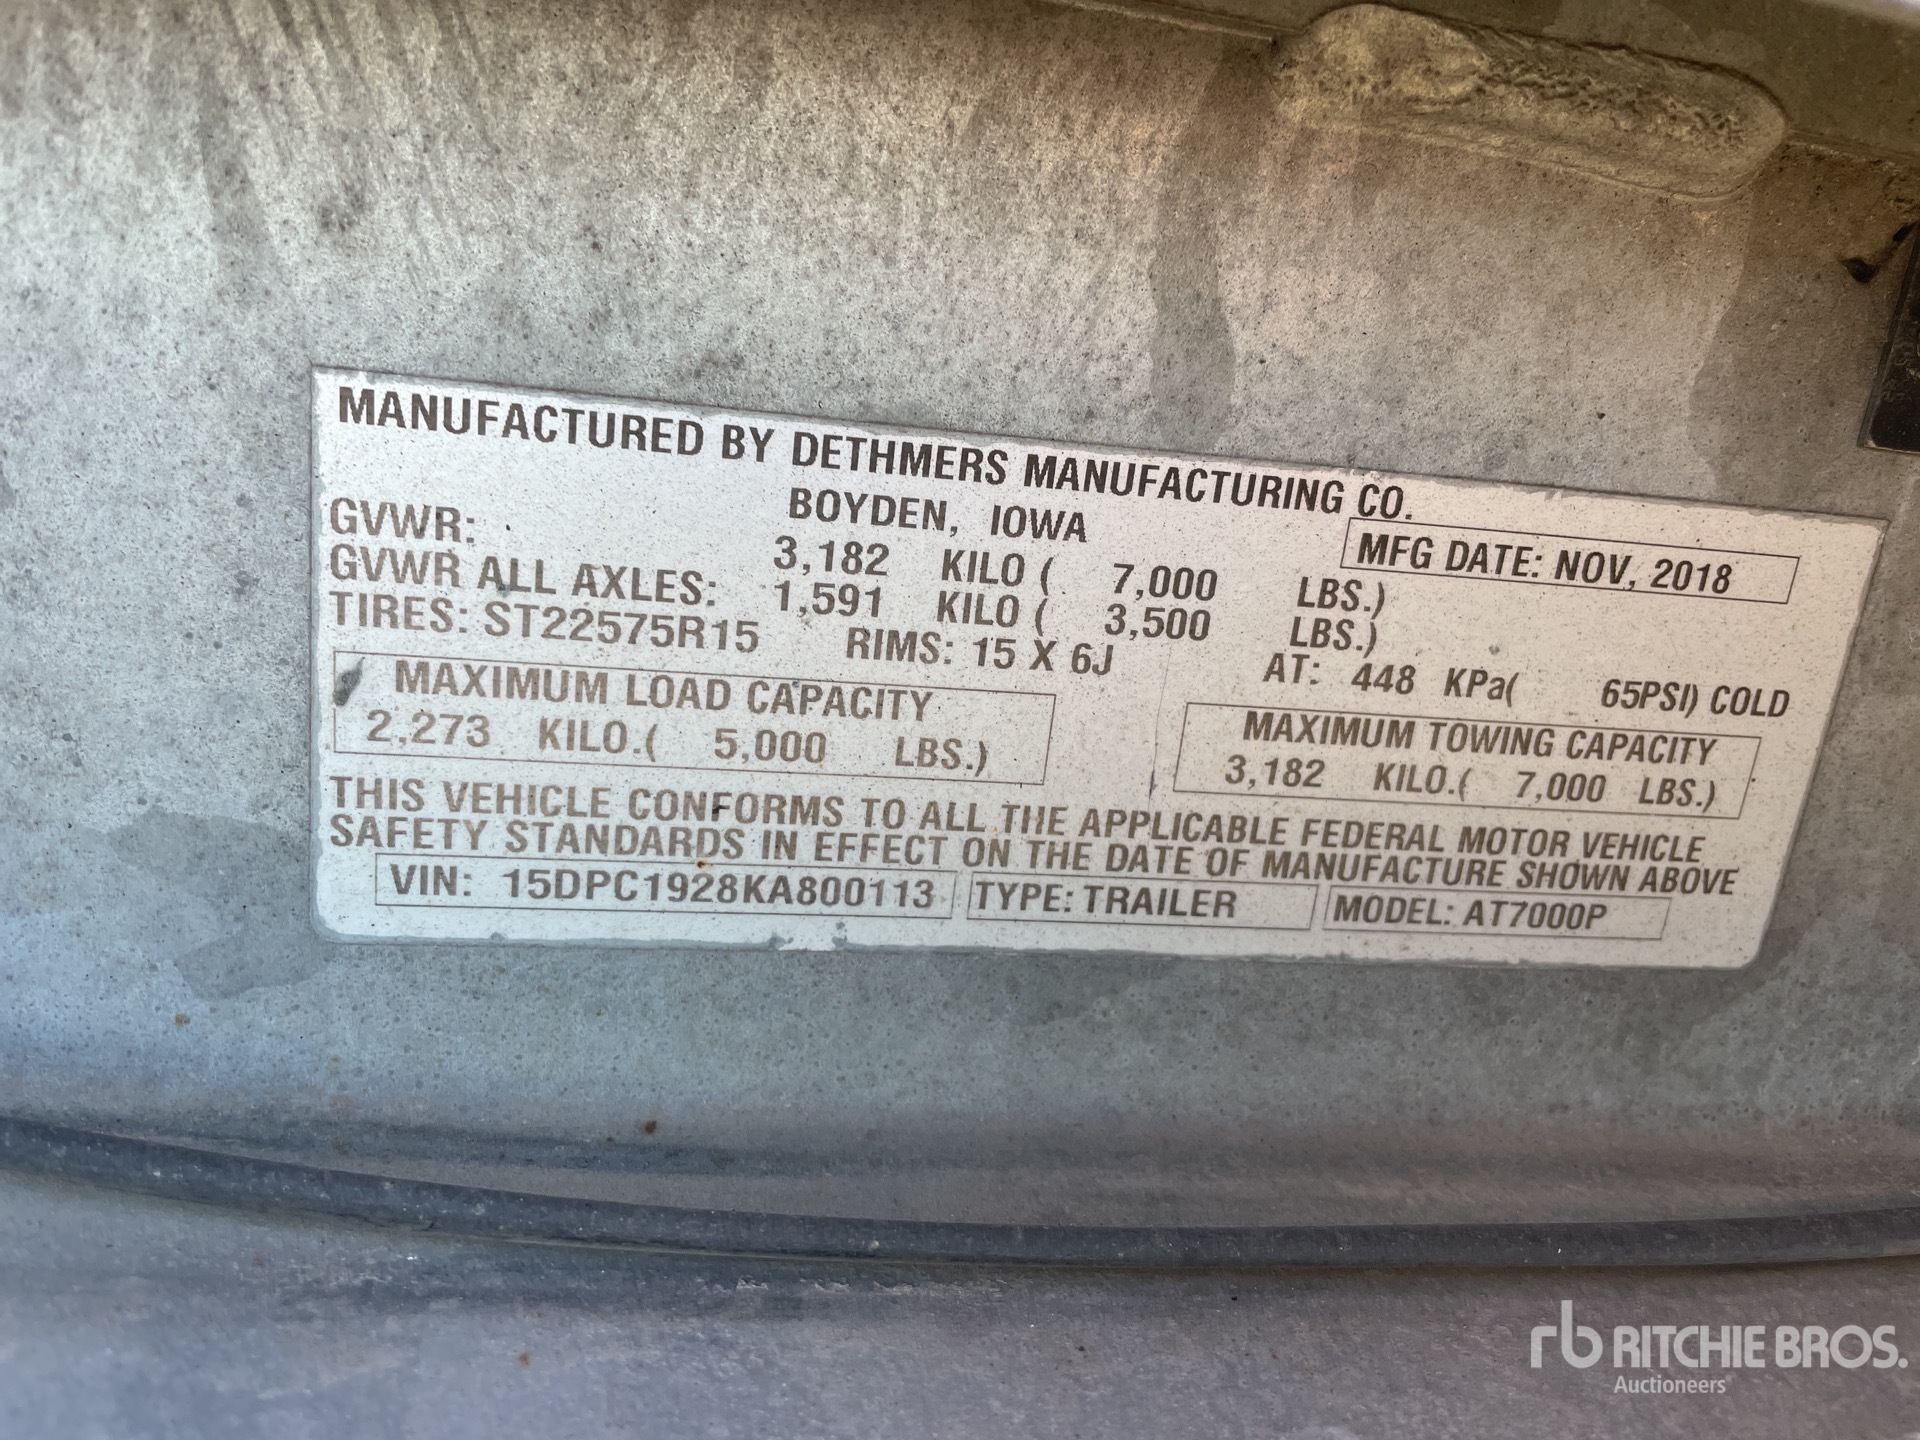 MANUFACTURED BY DETHMERS MANUFACTURING CO.
BOYDEN, IOWA
MFG DATE: NOV, 2018
GVWR: 3,182 KILO ( 7,000 LBS.)
GVWR ALL AXLES: 1,591 KILO ( 3,500 LBS.)
TIRES: ST22575R15 RIMS: 15 X 6J AT: 448 KPa( 65PSI) COLD
MAXIMUM LOAD CAPACITY
2,273 KILO.( 5,000 LBS.)
MAXIMUM TOWING CAPACITY
3,182 KILO.( 7,000 LBS.)
THIS VEHICLE CONFORMS TO ALL THE APPLICABLE FEDERAL MOTOR VEHICLE
SAFETY STANDARDS IN EFFECT ON THE DATE OF MANUFACTURE SHOWN ABOVE
VIN: 15DPC1928KA800113 TYPE: TRAILER MODEL: AT7000P
rb RITCHIE BROS.
Auctioneers